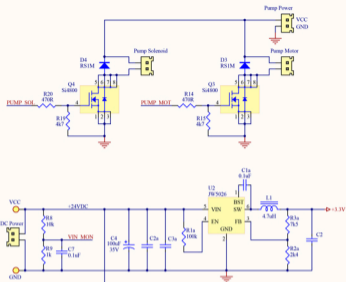 Pump Power
VCC
GND
D4
RS1M
Pump Solenoid
D3
RS1M
Pump Motor
Q4
Si4800
Q3
Si4800
R20
470R
R14
470R
PUMP_SOL
PUMP_MOT
R19
4k7
R15
4k7
VCC
+24VDC
DC Power
GND
R8
10k
R9
1k
VIN_MON
C7
0.1uF
C4
100uF
35V
C2a
C3a
R1a
100k
U2
JW5026
VIN
EN
BST
SW
FB
GND
C1a
0.1uF
L1
4.7uH
R3a
7k5
R2a
2k4
C2
+3.3V